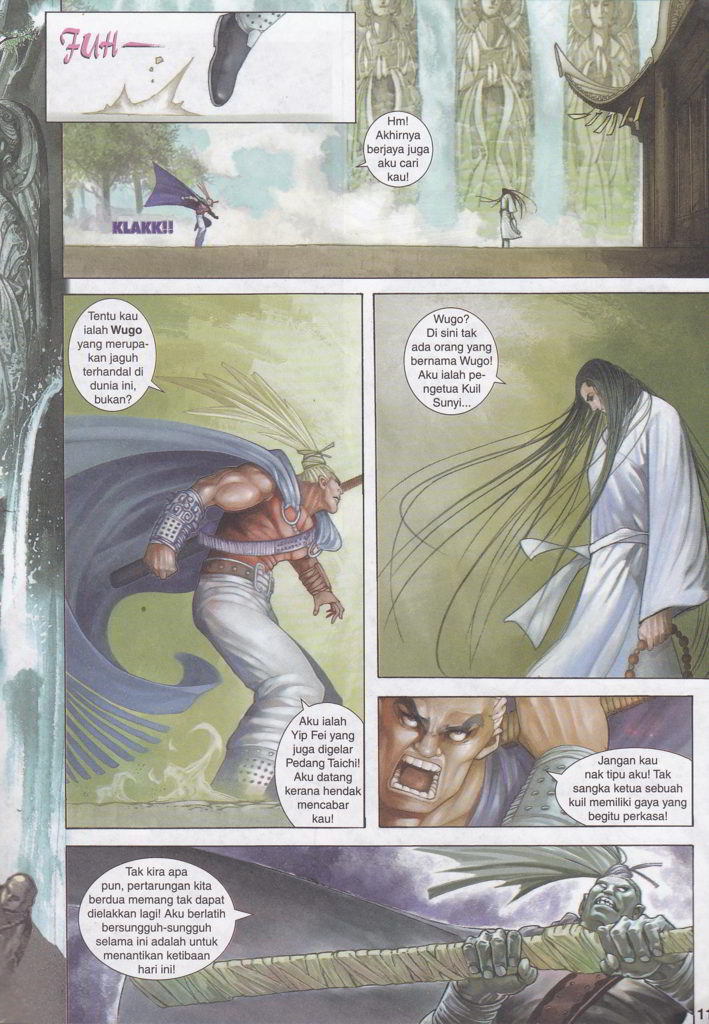 FUH—
Hm!
Akhirnya
berjaya juga
aku cari
kau!
KLAKK!!
Tentu kau
ialah Wugo
yang merupa-
kan jaguh
terhandal di
dunia ini,
bukan?
Wugo?
Di sini tak
ada orang yang
bernama Wugo!
Aku ialah pe-
ngetua Kuil
Sunyi...
Aku ialah
Yip Fei yang
juga digelar
Pedang Taichi!
Aku datang
kerana hendak
mencabar
kau!
Jangan kau
nak tipu aku! Tak
sangka ketua sebuah
kuil memiliki gaya yang
begitu perkasa!
Tak kira apa
pun, pertarungan kita
berdua memang tak dapat
dielakkan lagi! Aku berlatih
bersungguh-sungguh
selama ini adalah untuk
menantikan ketibaan
hari ini!